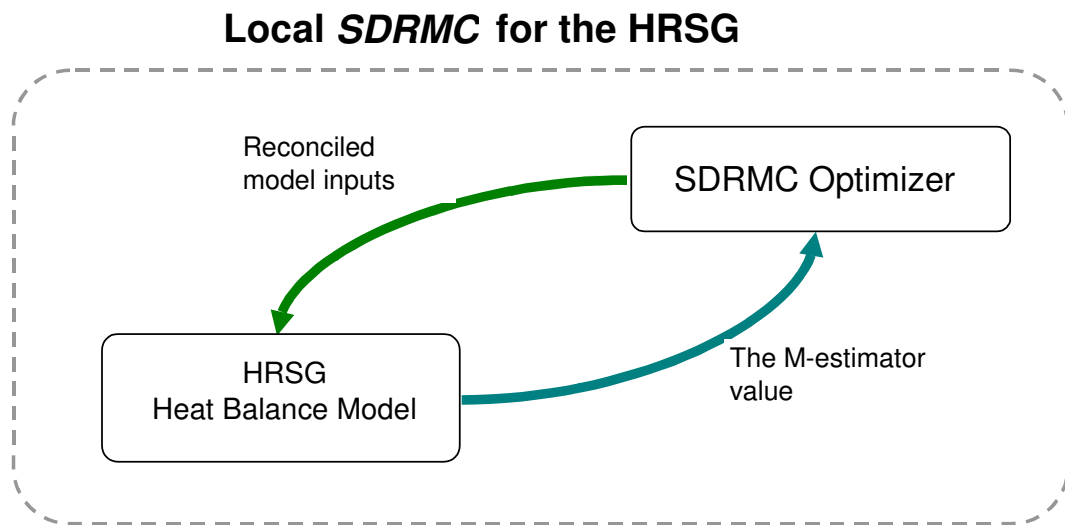 Local SDRMC for the HRSG
Reconciled
model inputs
SDRMC Optimizer
HRSG
Heat Balance Model
The M-estimator
value